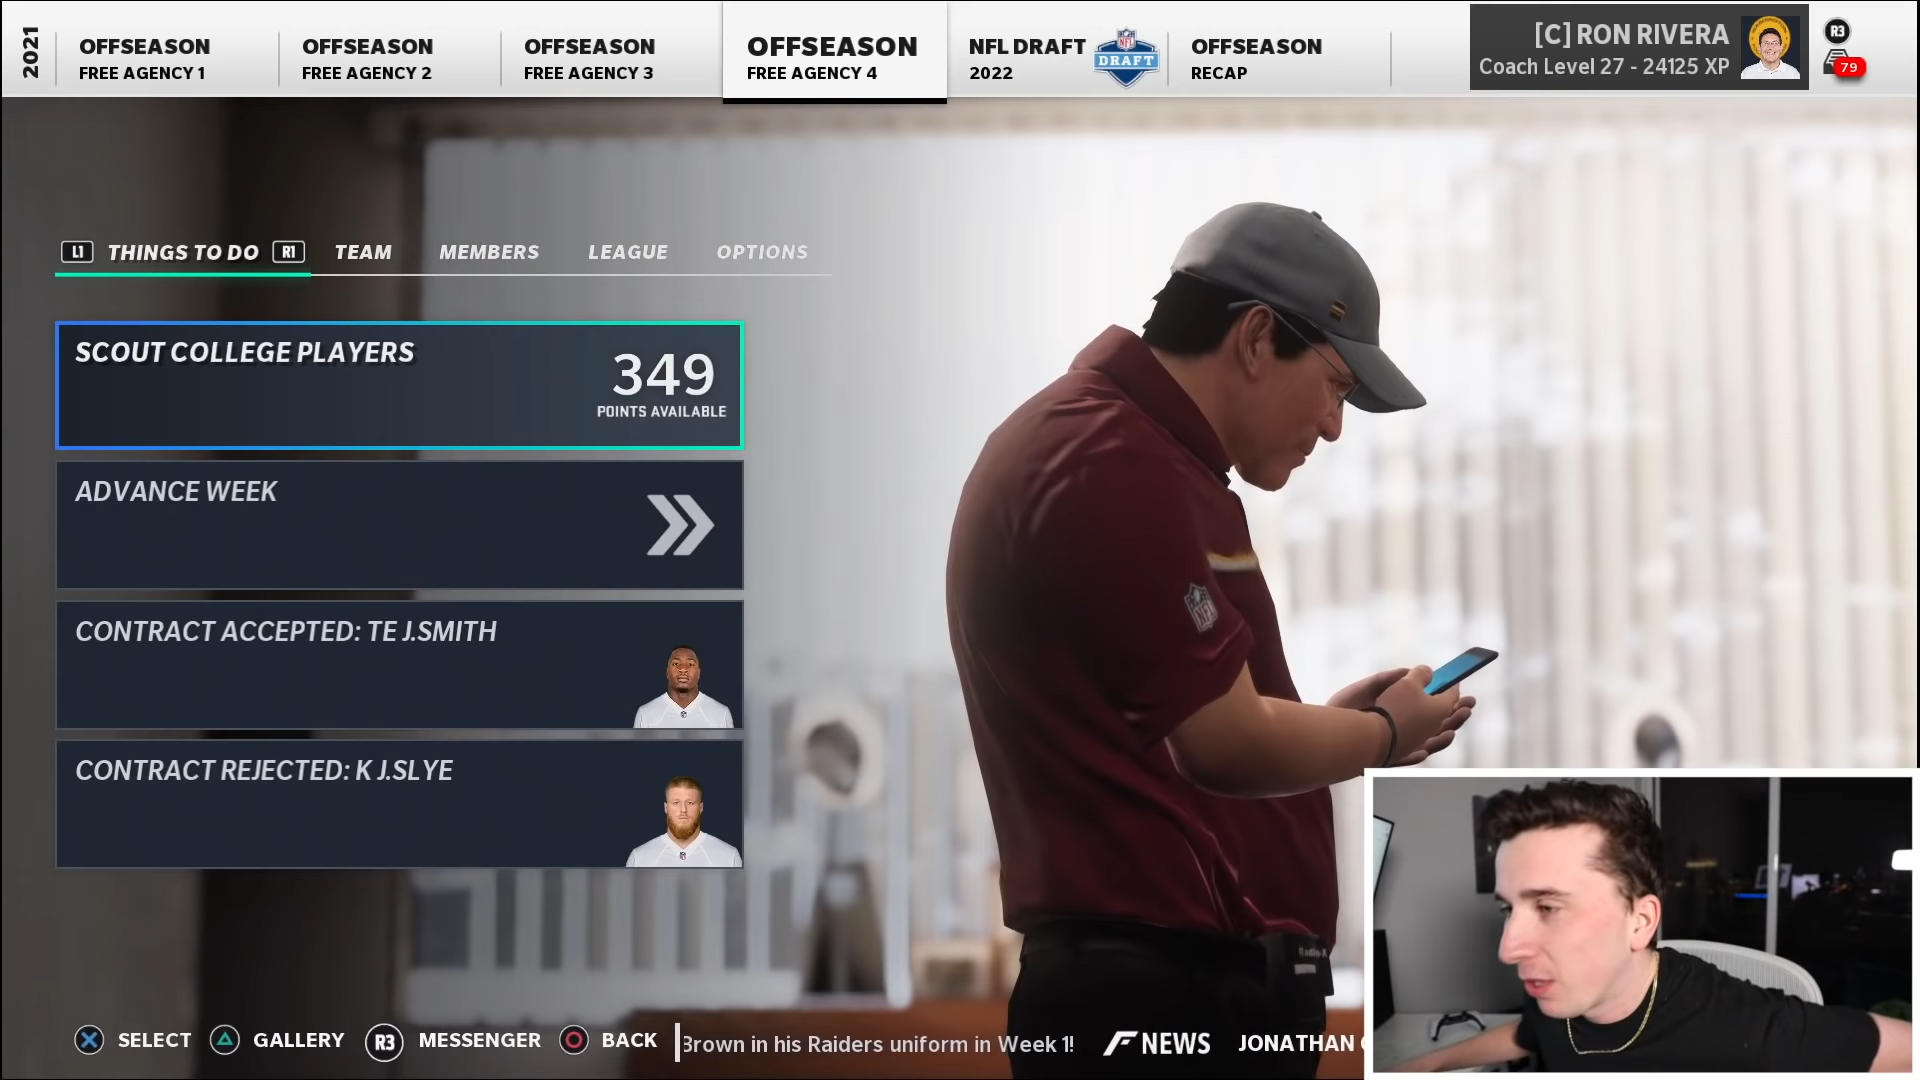 2021
OFFSEASON
FREE AGENCY 1
OFFSEASON
FREE AGENCY 2
OFFSEASON
FREE AGENCY 3
OFFSEASON
FREE AGENCY 4
NFL DRAFT
2022
NFL
DRAFT
OFFSEASON
RECAP
[C] RON RIVERA
Coach Level 27 - 24125 XP
R3
79
L1 THINGS TO DO R1 TEAM MEMBERS LEAGUE OPTIONS
SCOUT COLLEGE PLAYERS
349
POINTS AVAILABLE
ADVANCE WEEK
CONTRACT ACCEPTED: TE J.SMITH
CONTRACT REJECTED: K J.SLYE
NFL
SELECT GALLERY R3 MESSENGER BACK
Brown in his Raiders uniform in Week 1! NEWS JONATHAN